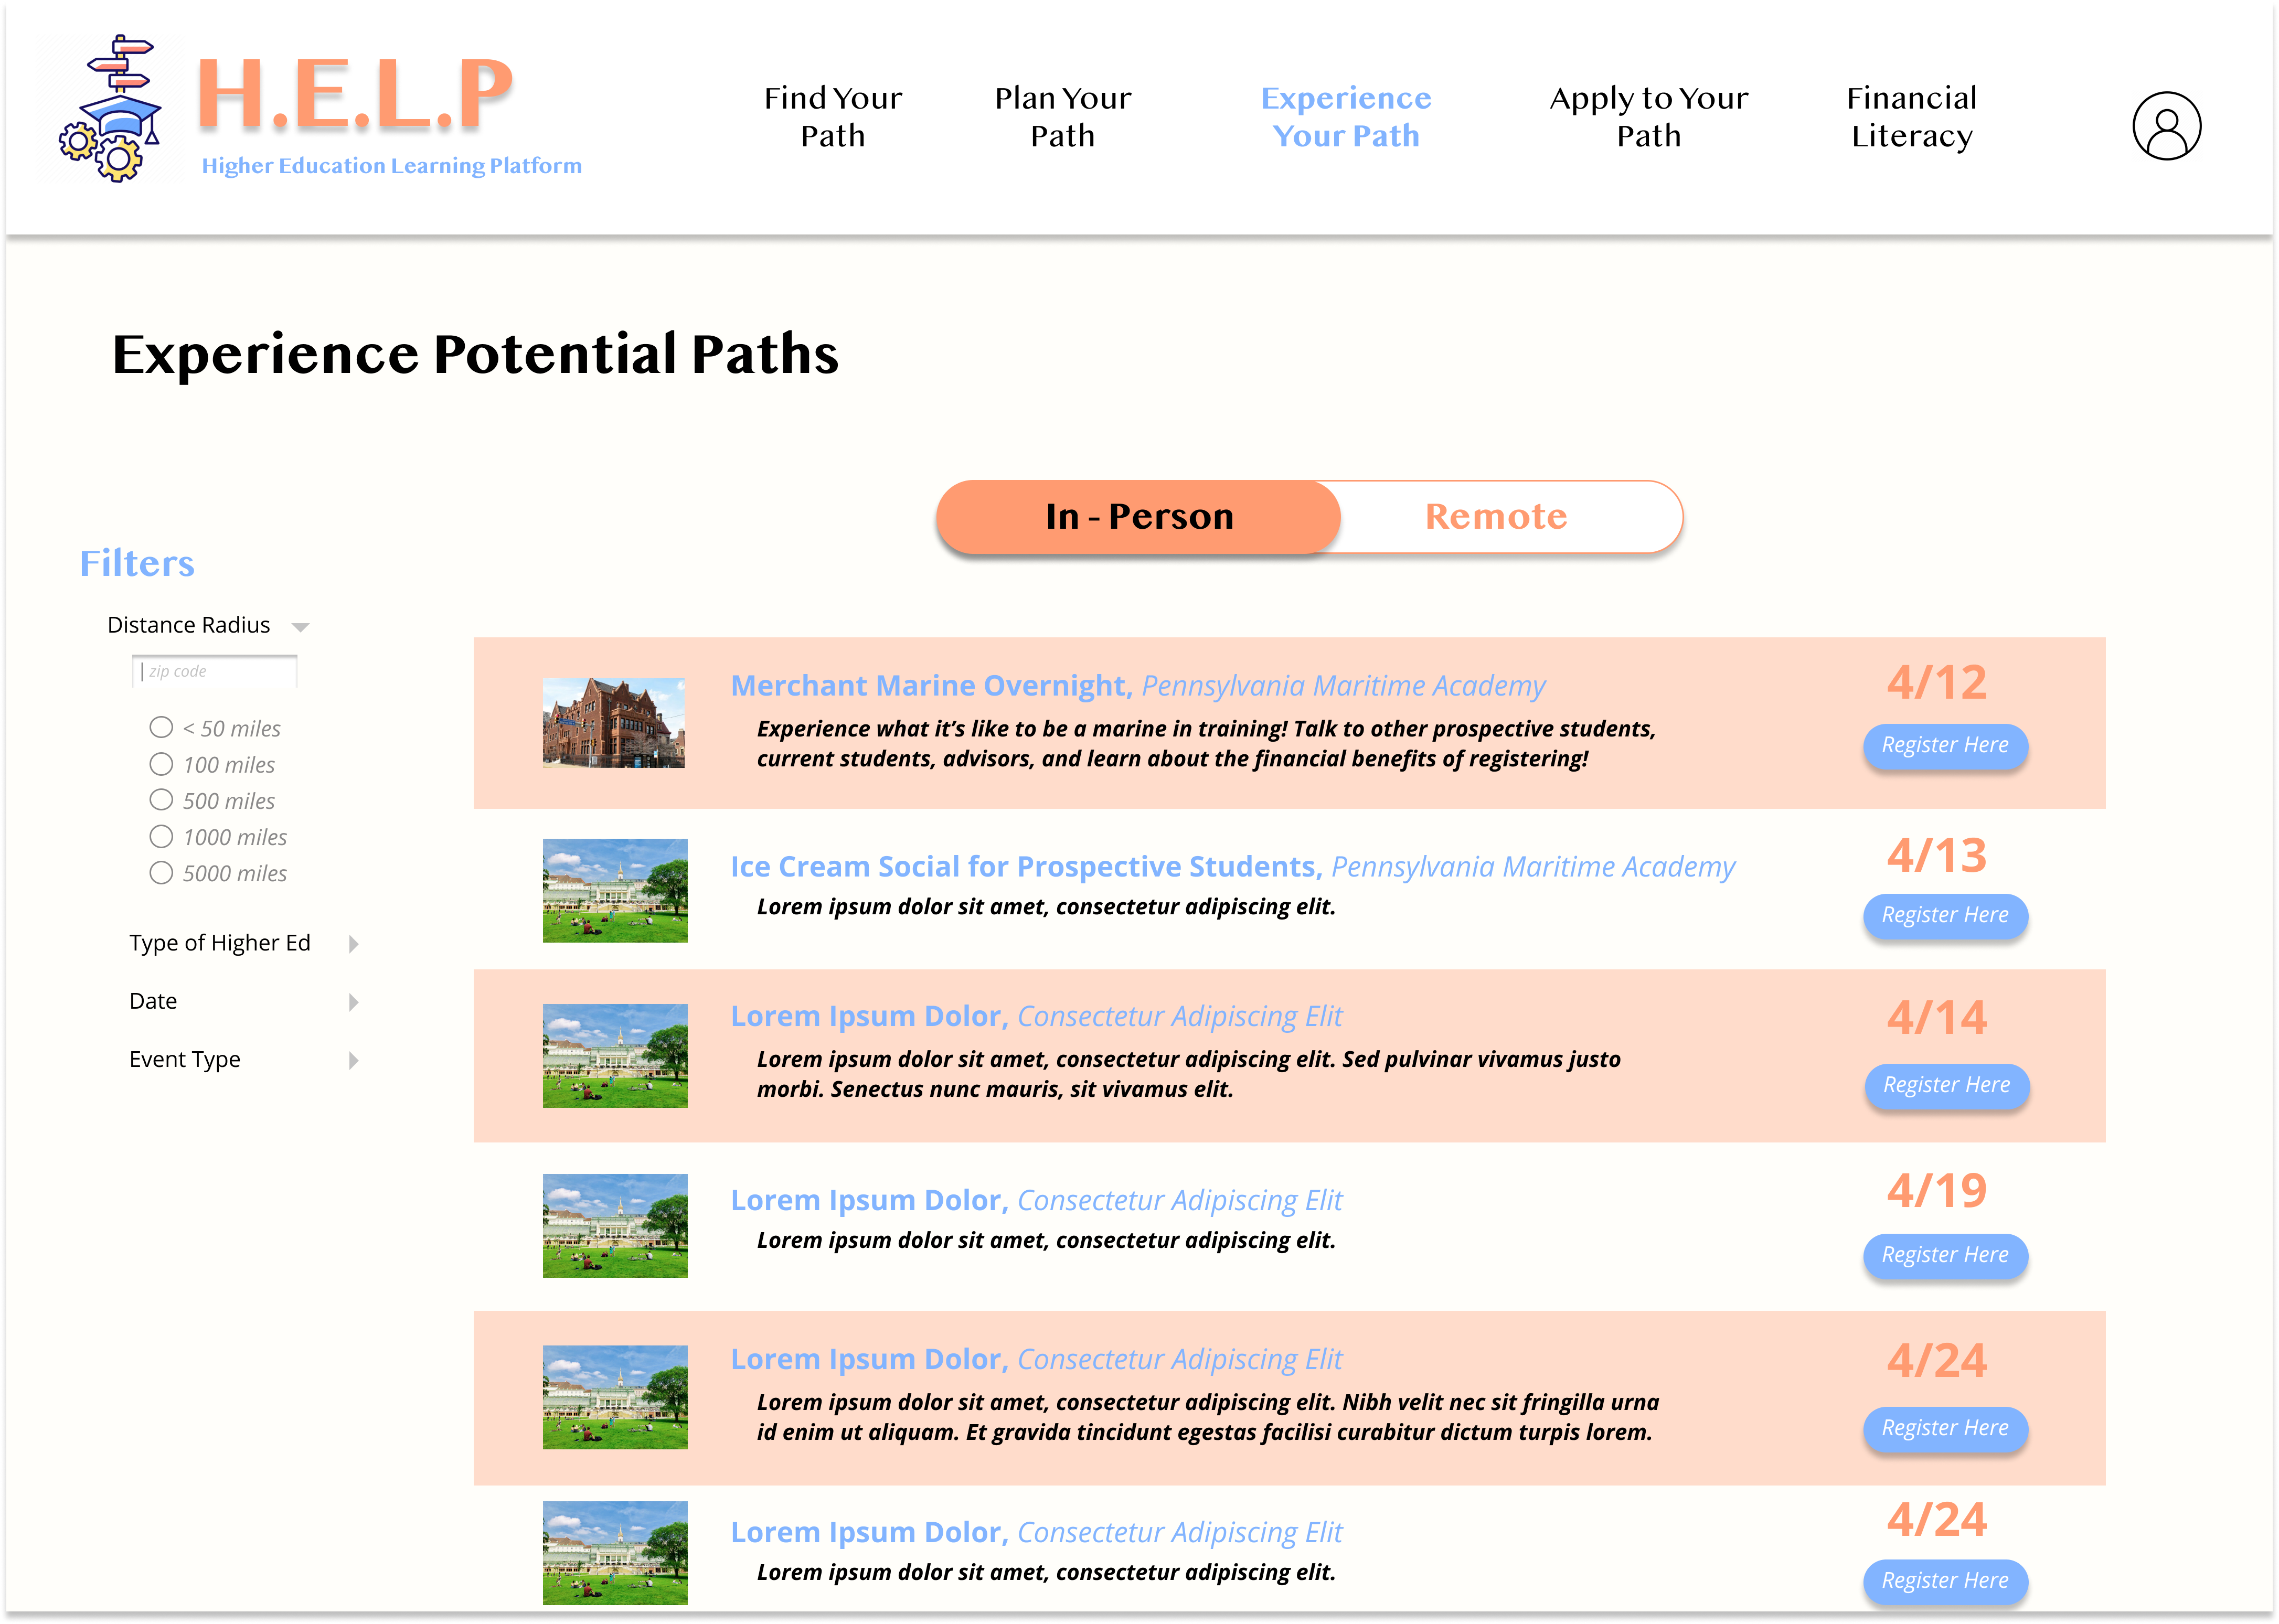 H.E.L.P
Higher Education Learning Platform
Find Your
Path
Plan Your
Path
Experience
Your Path
Apply to Your
Path
Financial
Literacy
Experience Potential Paths
In - Person
Remote
Filters
Distance Radius
zip code
< 50 miles
100 miles
500 miles
1000 miles
5000 miles
Type of Higher Ed
Date
Event Type
Merchant Marine Overnight, Pennsylvania Maritime Academy
Experience what it’s like to be a marine in training! Talk to other prospective students,
current students, advisors, and learn about the financial benefits of registering!
4/12
Register Here
Ice Cream Social for Prospective Students, Pennsylvania Maritime Academy
Lorem ipsum dolor sit amet, consectetur adipiscing elit.
4/13
Register Here
Lorem Ipsum Dolor, Consectetur Adipiscing Elit
Lorem ipsum dolor sit amet, consectetur adipiscing elit. Sed pulvinar vivamus justo
morbi. Senectus nunc mauris, sit vivamus elit.
4/14
Register Here
Lorem Ipsum Dolor, Consectetur Adipiscing Elit
Lorem ipsum dolor sit amet, consectetur adipiscing elit.
4/19
Register Here
Lorem Ipsum Dolor, Consectetur Adipiscing Elit
Lorem ipsum dolor sit amet, consectetur adipiscing elit. Nibh velit nec sit fringilla urna
id enim ut aliquam. Et gravida tincidunt egestas facilisi curabitur dictum turpis lorem.
4/24
Register Here
Lorem Ipsum Dolor, Consectetur Adipiscing Elit
Lorem ipsum dolor sit amet, consectetur adipiscing elit.
4/24
Register Here